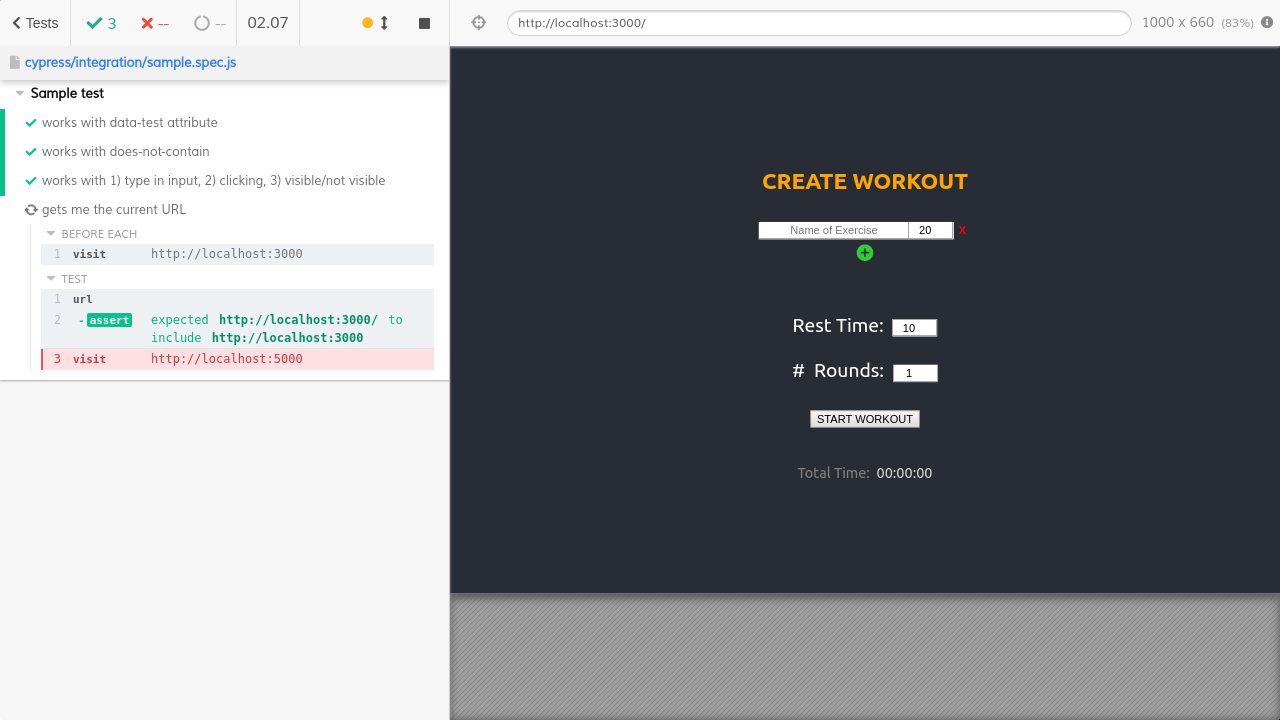 Tests 3 -- -- 02.07
http://localhost:3000/ 1000 x 660 (83%)
cypress/integration/sample.spec.js
Sample test
works with data-test attribute
works with does-not-contain
works with 1) type in input, 2) clicking, 3) visible/not visible
gets me the current URL
BEFORE EACH
1 visit http://localhost:3000
TEST
1 url
2 -assert expected http://localhost:3000/ to
include http://localhost:3000
3 visit http://localhost:5000
CREATE WORKOUT
Name of Exercise 20 X
Rest Time: 10
# Rounds: 1
START WORKOUT
Total Time: 00:00:00